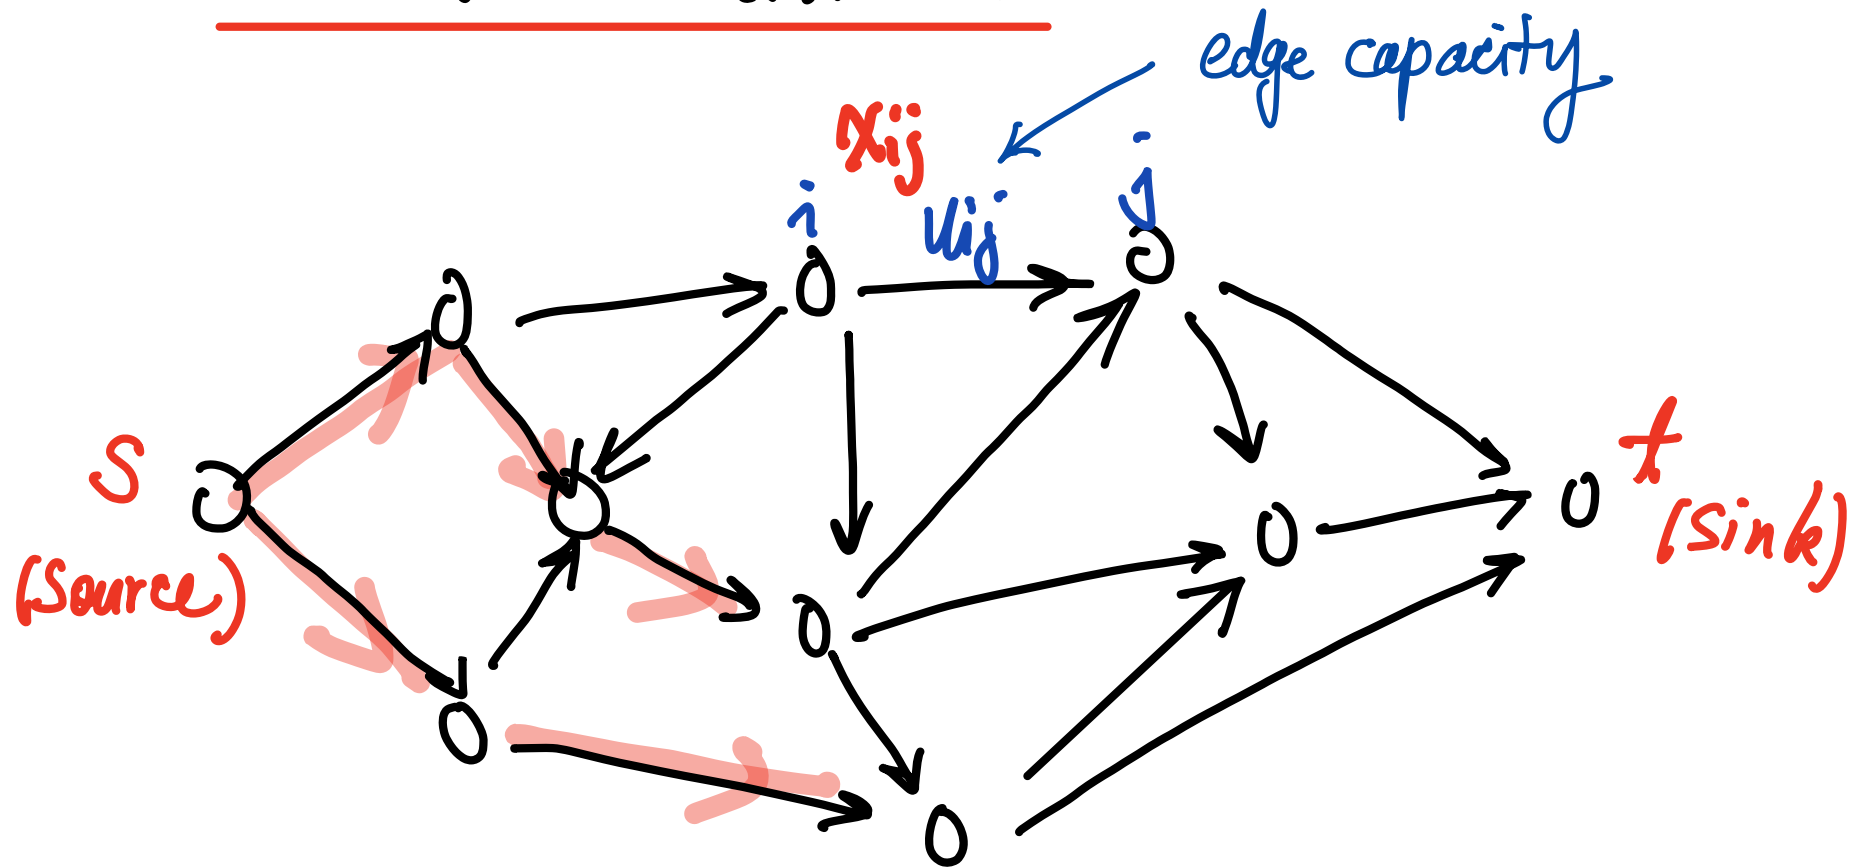 edge capacity
xij
i
uij
j
s
(source)
t
(sink)